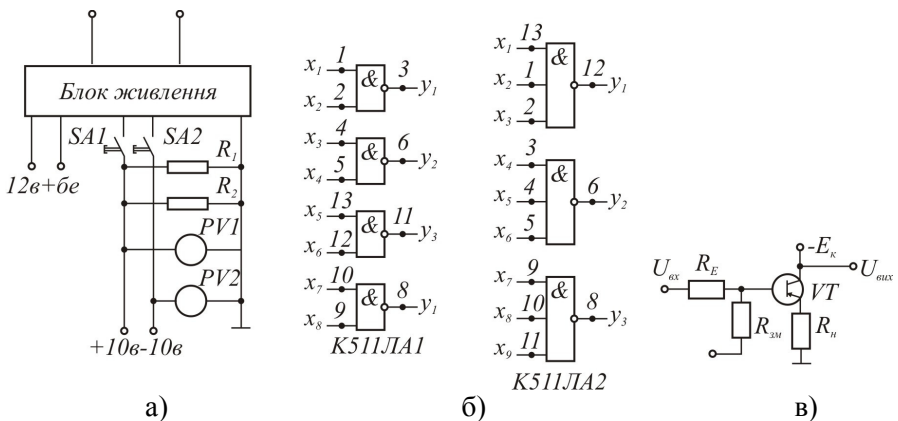 Блок живлення
SA1
SA2
R₁
12в+бе
R₂
PV1
PV2
+10в-10в
а)
x₁ 1
& 3 y₁
x₂ 2
x₃ 4
& 6 y₂
x₄ 5
x₅ 13
& 11 y₃
x₆ 12
x₇ 10
& 8 y₁
x₈ 9
К511ЛА1
x₁ 13
& 12 y₁
x₂ 1
x₃ 2
x₄ 3
& 6 y₂
x₅ 4
x₆ 5
x₇ 9
& 8 y₃
x₈ 10
x₉ 11
К511ЛА2
б)
-Eк
Uвх
RЕ
Uвих
VT
Rзм
Rн
в)